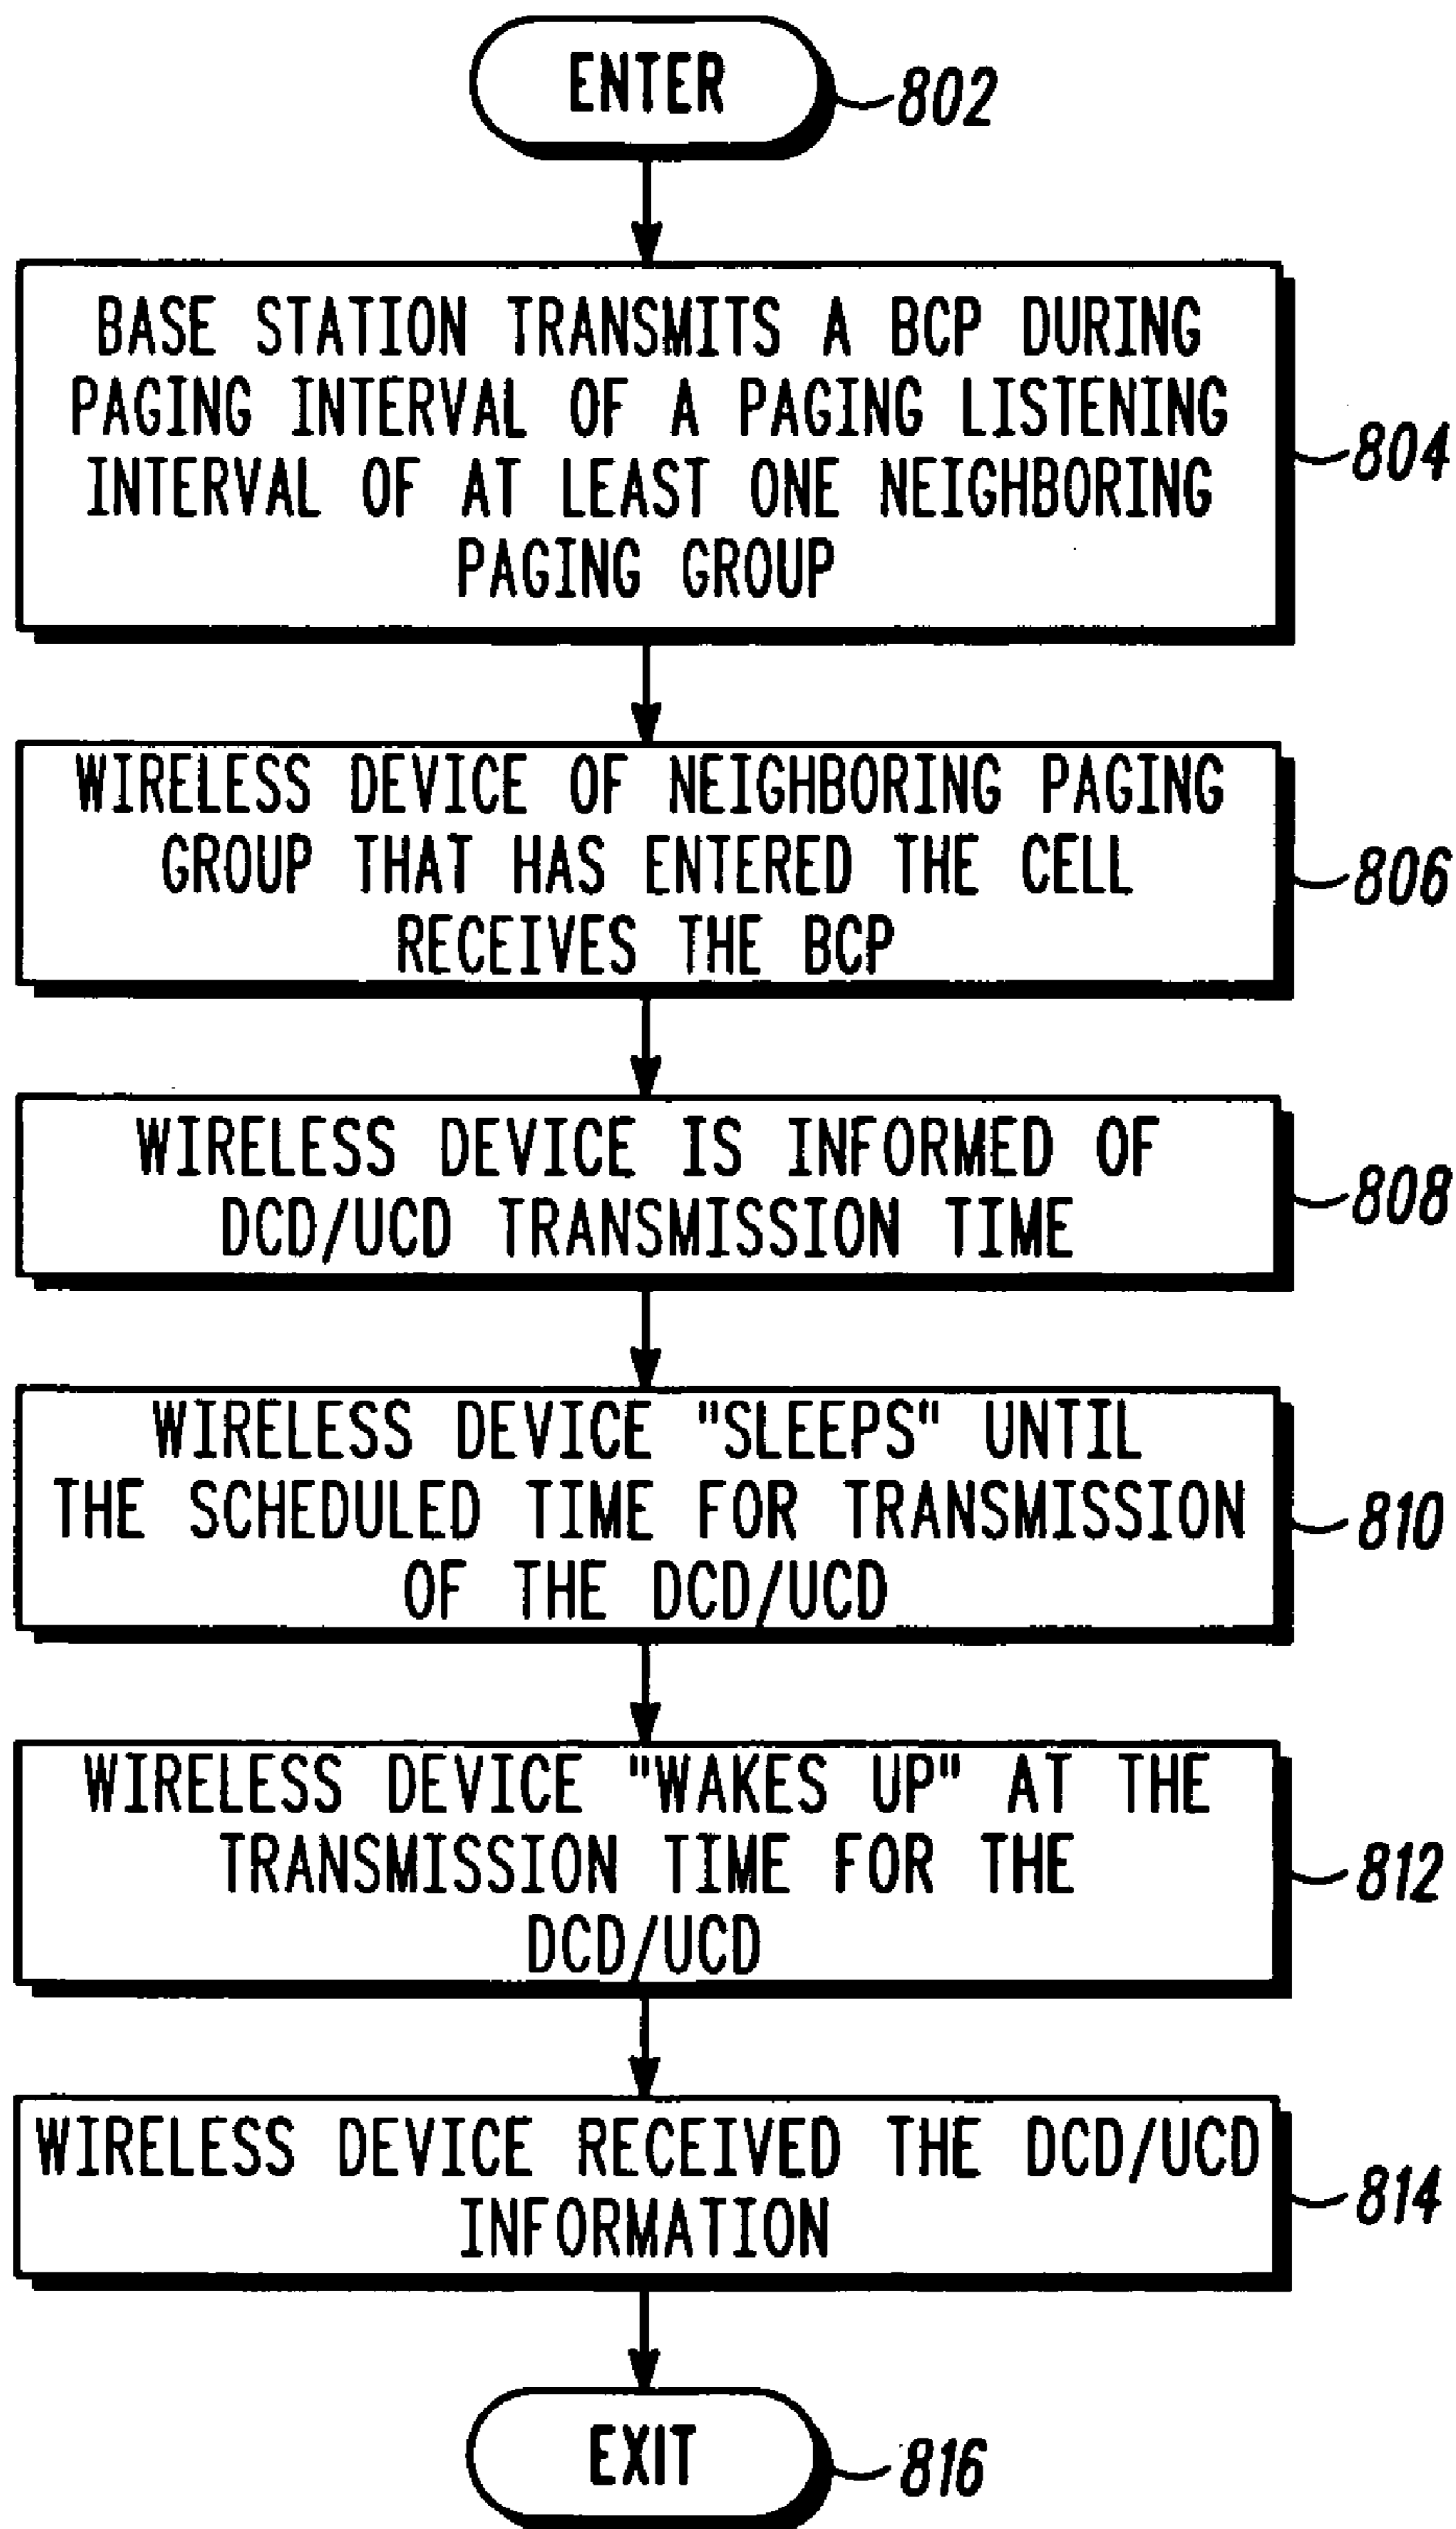 ENTER
802
BASE STATION TRANSMITS A BCP DURING
PAGING INTERVAL OF A PAGING LISTENING
INTERVAL OF AT LEAST ONE NEIGHBORING
PAGING GROUP
804
WIRELESS DEVICE OF NEIGHBORING PAGING
GROUP THAT HAS ENTERED THE CELL
RECEIVES THE BCP
806
WIRELESS DEVICE IS INFORMED OF
DCD/UCD TRANSMISSION TIME
808
WIRELESS DEVICE "SLEEPS" UNTIL
THE SCHEDULED TIME FOR TRANSMISSION
OF THE DCD/UCD
810
WIRELESS DEVICE "WAKES UP" AT THE
TRANSMISSION TIME FOR THE
DCD/UCD
812
WIRELESS DEVICE RECEIVED THE DCD/UCD
INFORMATION
814
EXIT
816